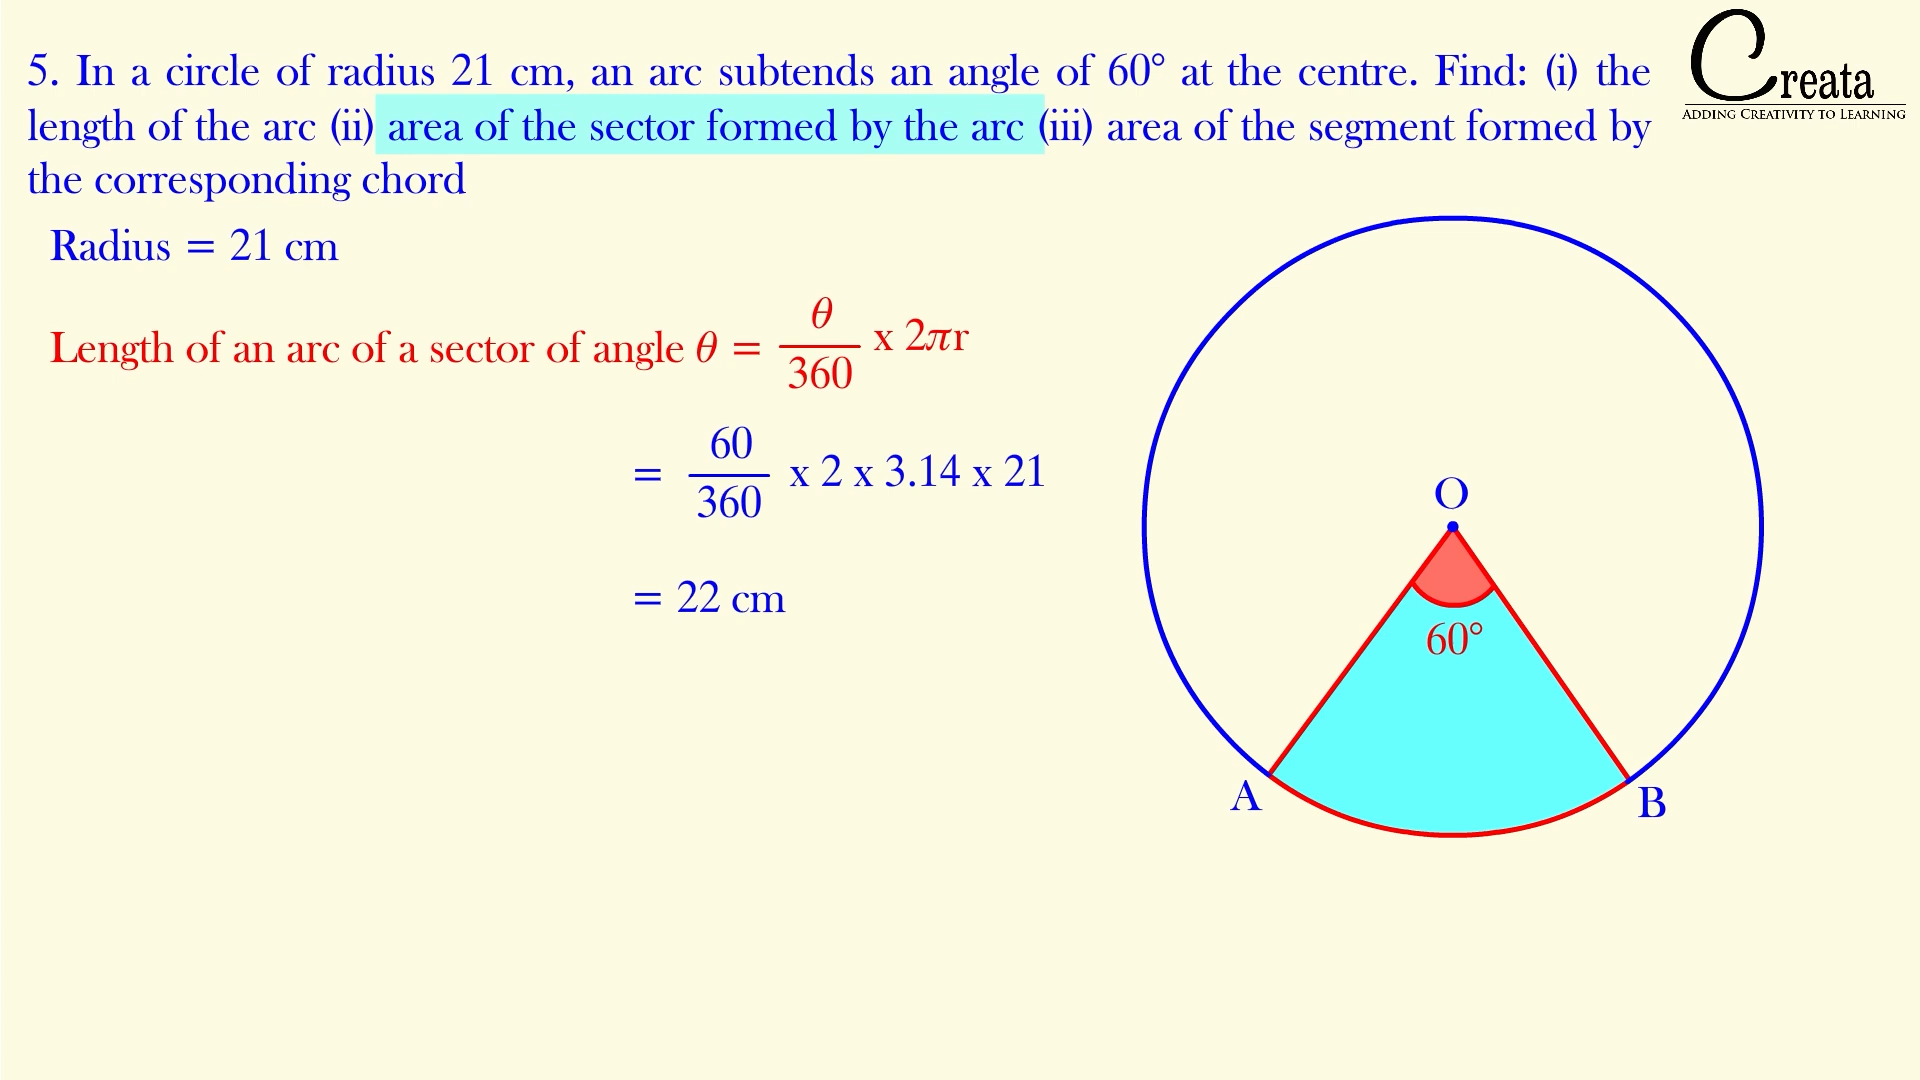 5. In a circle of radius 21 cm, an arc subtends an angle of 60° at the centre. Find: (i) the
length of the arc (ii) area of the sector formed by the arc (iii) area of the segment formed by
the corresponding chord
Creata
ADDING CREATIVITY TO LEARNING
Radius = 21 cm
Length of an arc of a sector of angle θ = θ/360 x 2πr
= 60/360 x 2 x 3.14 x 21
= 22 cm
O
60°
A
B